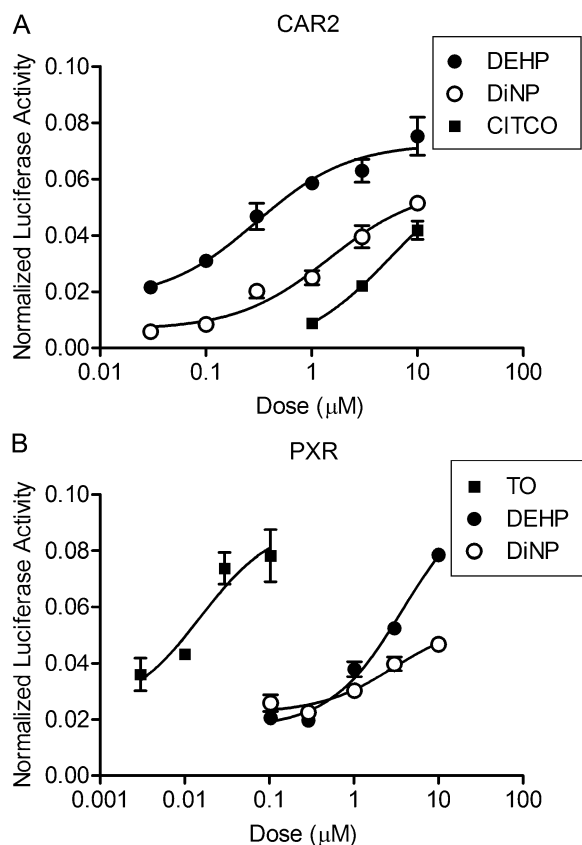 A
CAR2
DEHP
DiNP
CITCO
Normalized Luciferase Activity
0.10
0.08
0.06
0.04
0.02
0.00
0.01 0.1 1 10 100
Dose (μM)
B
PXR
TO
DEHP
DiNP
Normalized Luciferase Activity
0.10
0.08
0.06
0.04
0.02
0.00
0.001 0.01 0.1 1 10 100
Dose (μM)